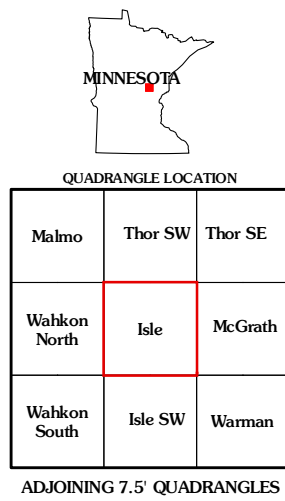 MINNESOTA
QUADRANGLE LOCATION
Malmo
Thor SW
Thor SE
Wahkon
North
Isle
McGrath
Wahkon
South
Isle SW
Warman
ADJOINING 7.5' QUADRANGLES